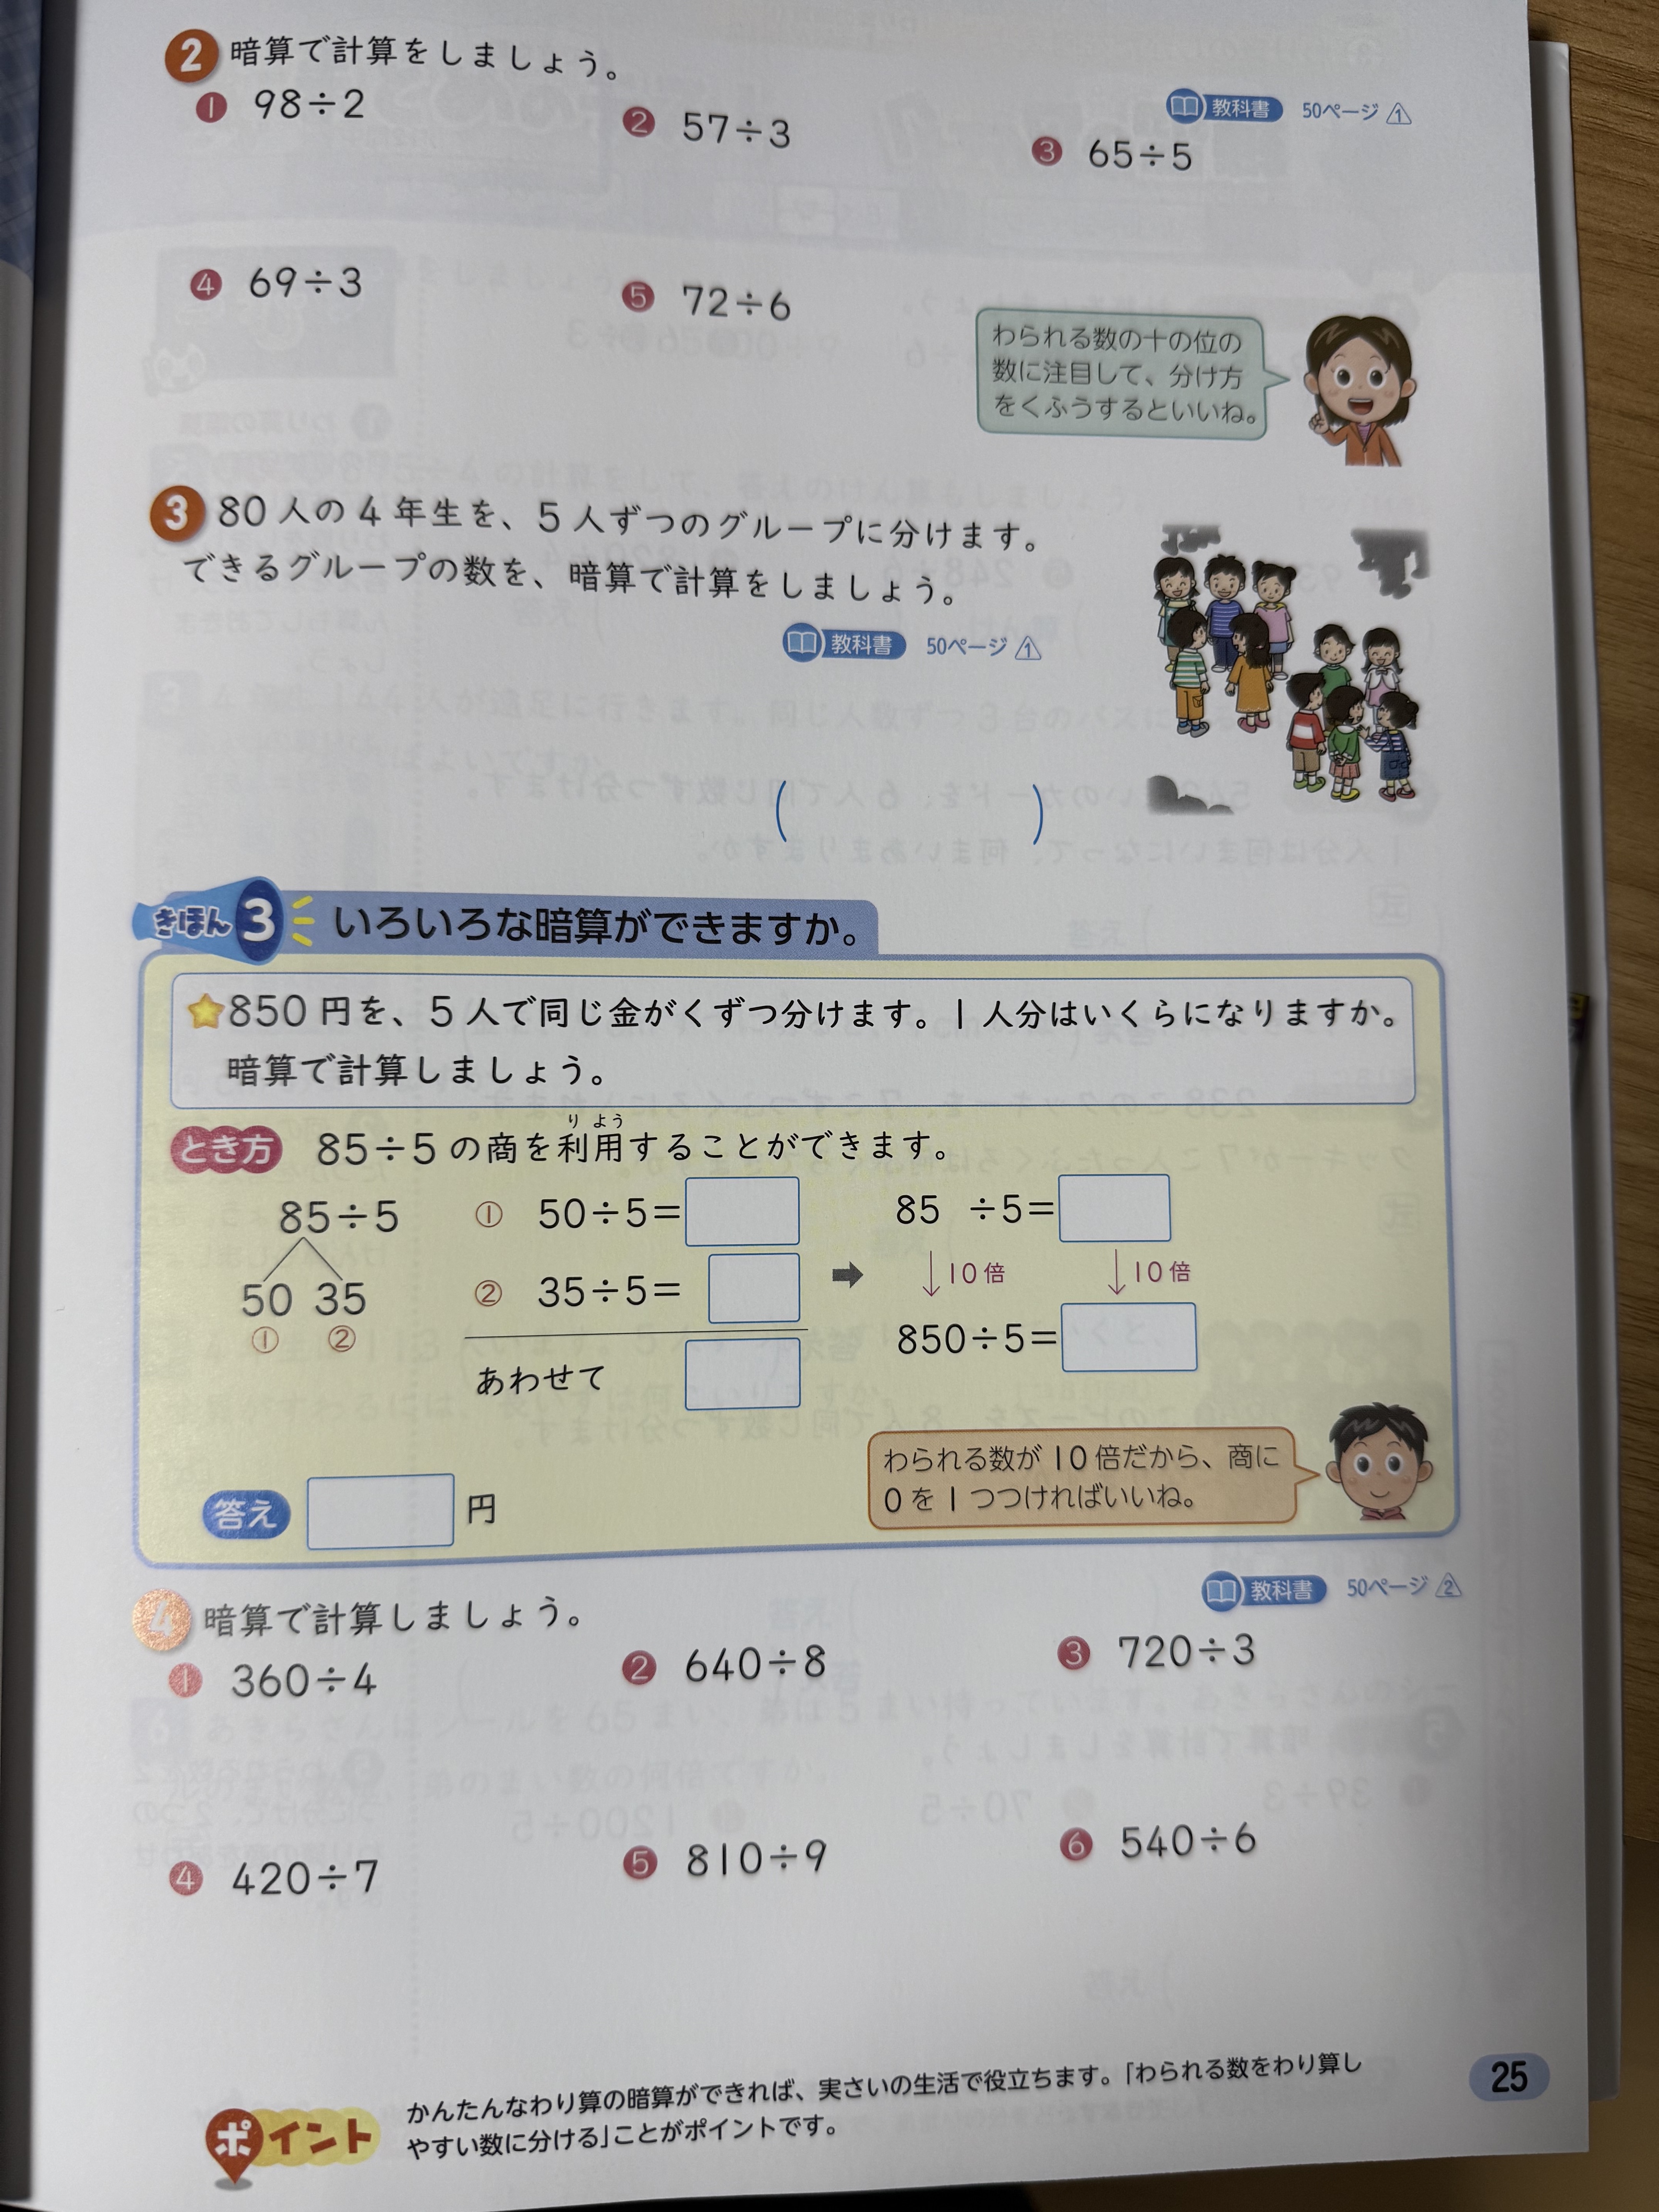 2 暗算で計算をしましょう。
教科書 50ページ 1
1 98÷2
2 57÷3
3 65÷5
4 69÷3
5 72÷6
わられる数の十の位の
数に注目して、分け方
をくふうするといいね。
3 80人の4年生を、5人ずつのグループに分けます。
できるグループの数を、暗算で計算をしましょう。
教科書 50ページ 1
( )
きほん3 いろいろな暗算ができますか。
850円を、5人で同じ金がくずつ分けます。1人分はいくらになりますか。
暗算で計算しましょう。
り よう
とき方 85÷5の商を利用することができます。
85÷5
50 35
① ②
① 50÷5=
② 35÷5=
あわせて
85 ÷5=
10倍 10倍
850÷5=
わられる数が10倍だから、商に
0を1つつければいいね。
答え 円
教科書 50ページ 2
4 暗算で計算しましょう。
1 360÷4
2 640÷8
3 720÷3
4 420÷7
5 810÷9
6 540÷6
ポイント
かんたんなわり算の暗算ができれば、実さいの生活で役立ちます。「わられる数をわり算し
やすい数に分ける」ことがポイントです。
25